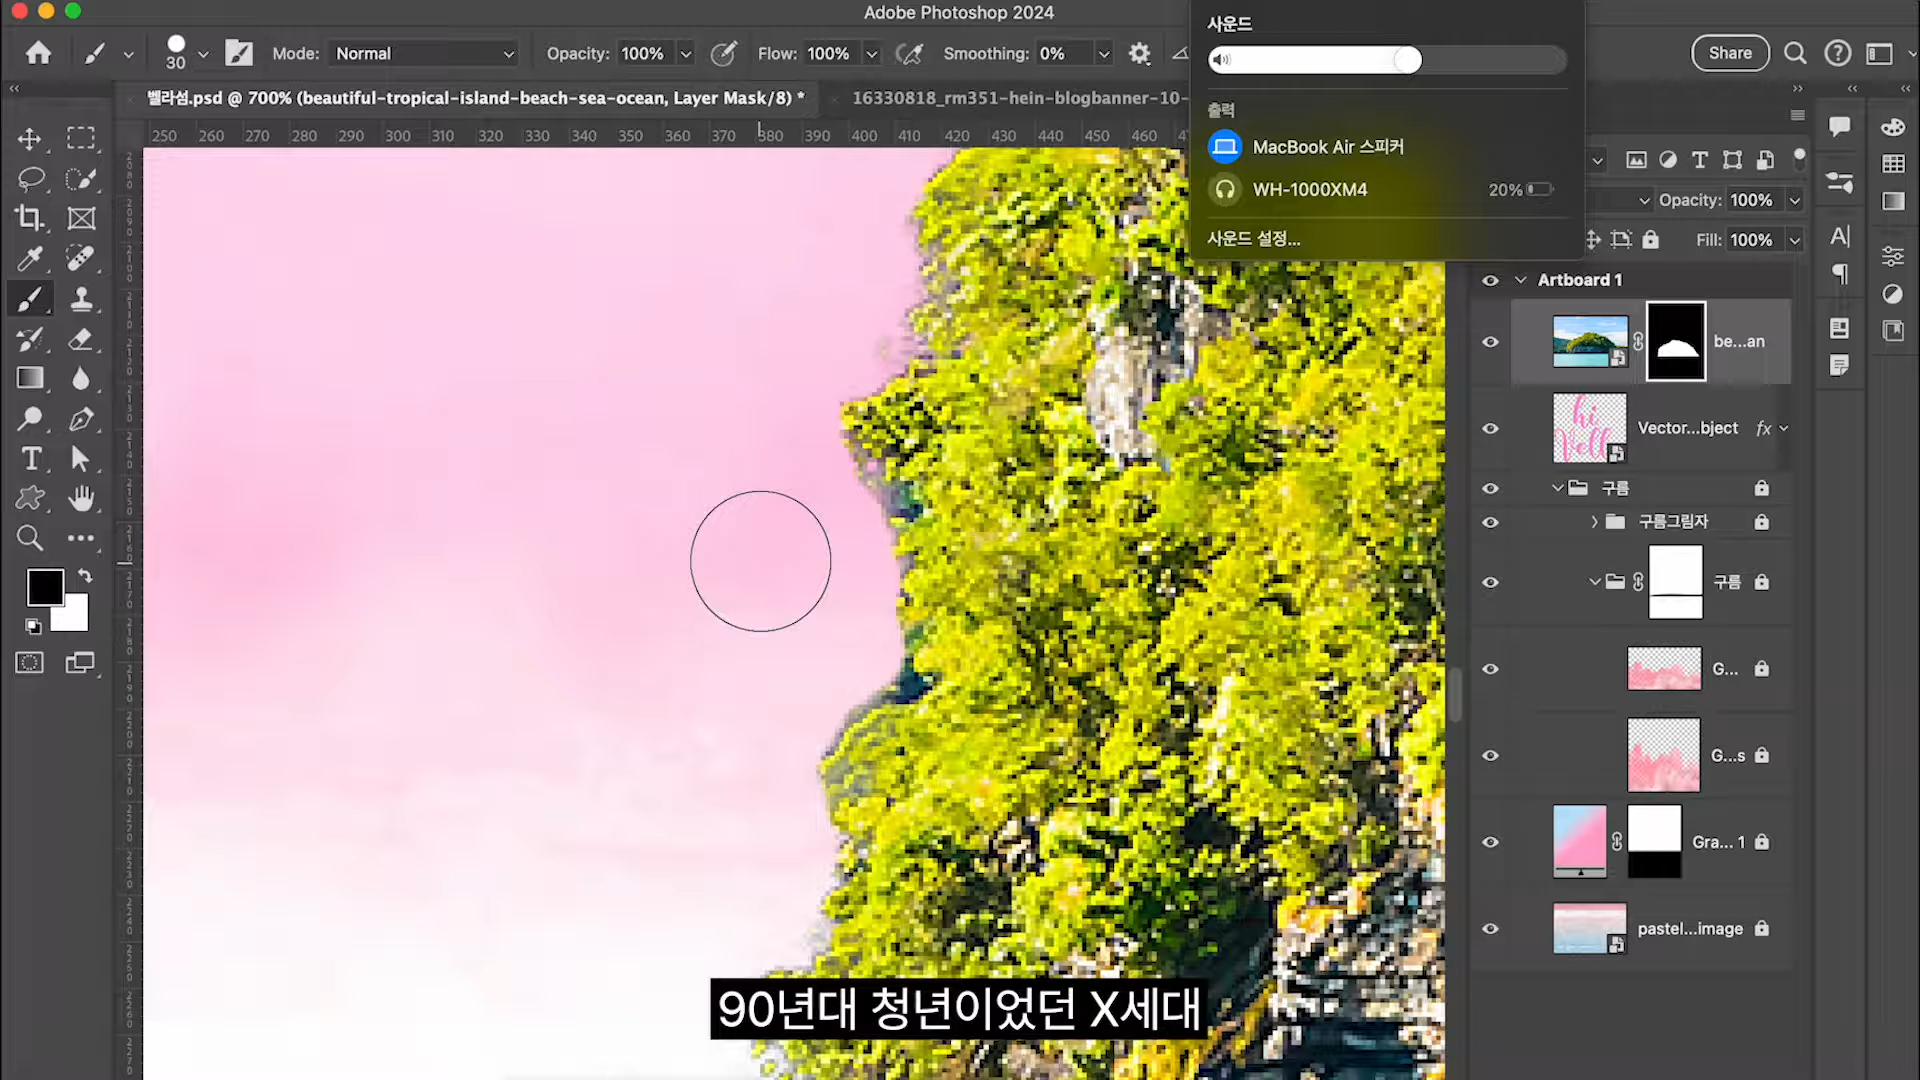 Adobe Photoshop 2024
30
Mode: Normal
Opacity: 100%
Flow: 100%
Smoothing: 0%
Share
벨라섬.psd @ 700% (beautiful-tropical-island-beach-sea-ocean, Layer Mask/8) *
16330818_rm351-hein-blogbanner-10-
250 260 270 280 290 300 310 320 330 340 350 360 370 380 390 400 410 420 430 440 450 460
사운드
출력
MacBook Air 스피커
WH-1000XM4 20%
사운드 설정...
Opacity: 100%
Fill: 100%
Artboard 1
be...an
hi,
Vella
Vector...bject fx
구름
구름그림자
구름
G...
G...s
Gra... 1
pastel...image
90년대 청년이었던 X세대